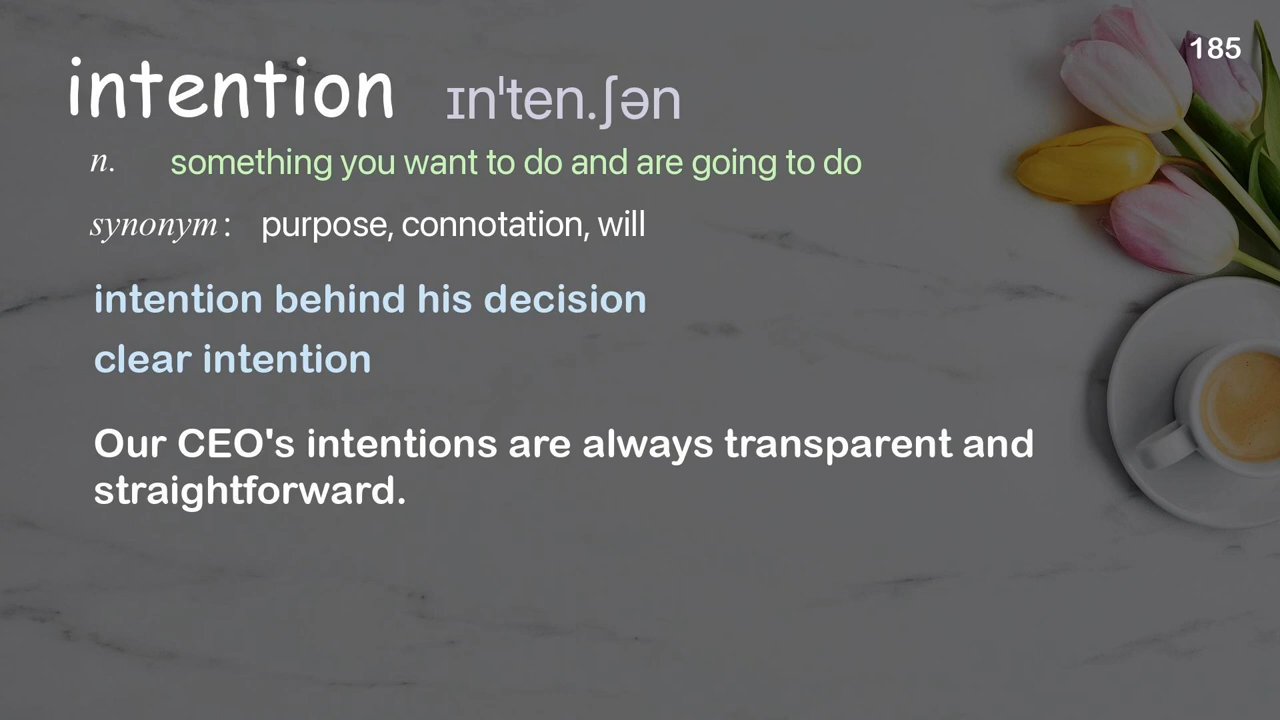 185
intention ɪnˈten.ʃən
n. something you want to do and are going to do
synonym: purpose, connotation, will
intention behind his decision
clear intention
Our CEO's intentions are always transparent and
straightforward.